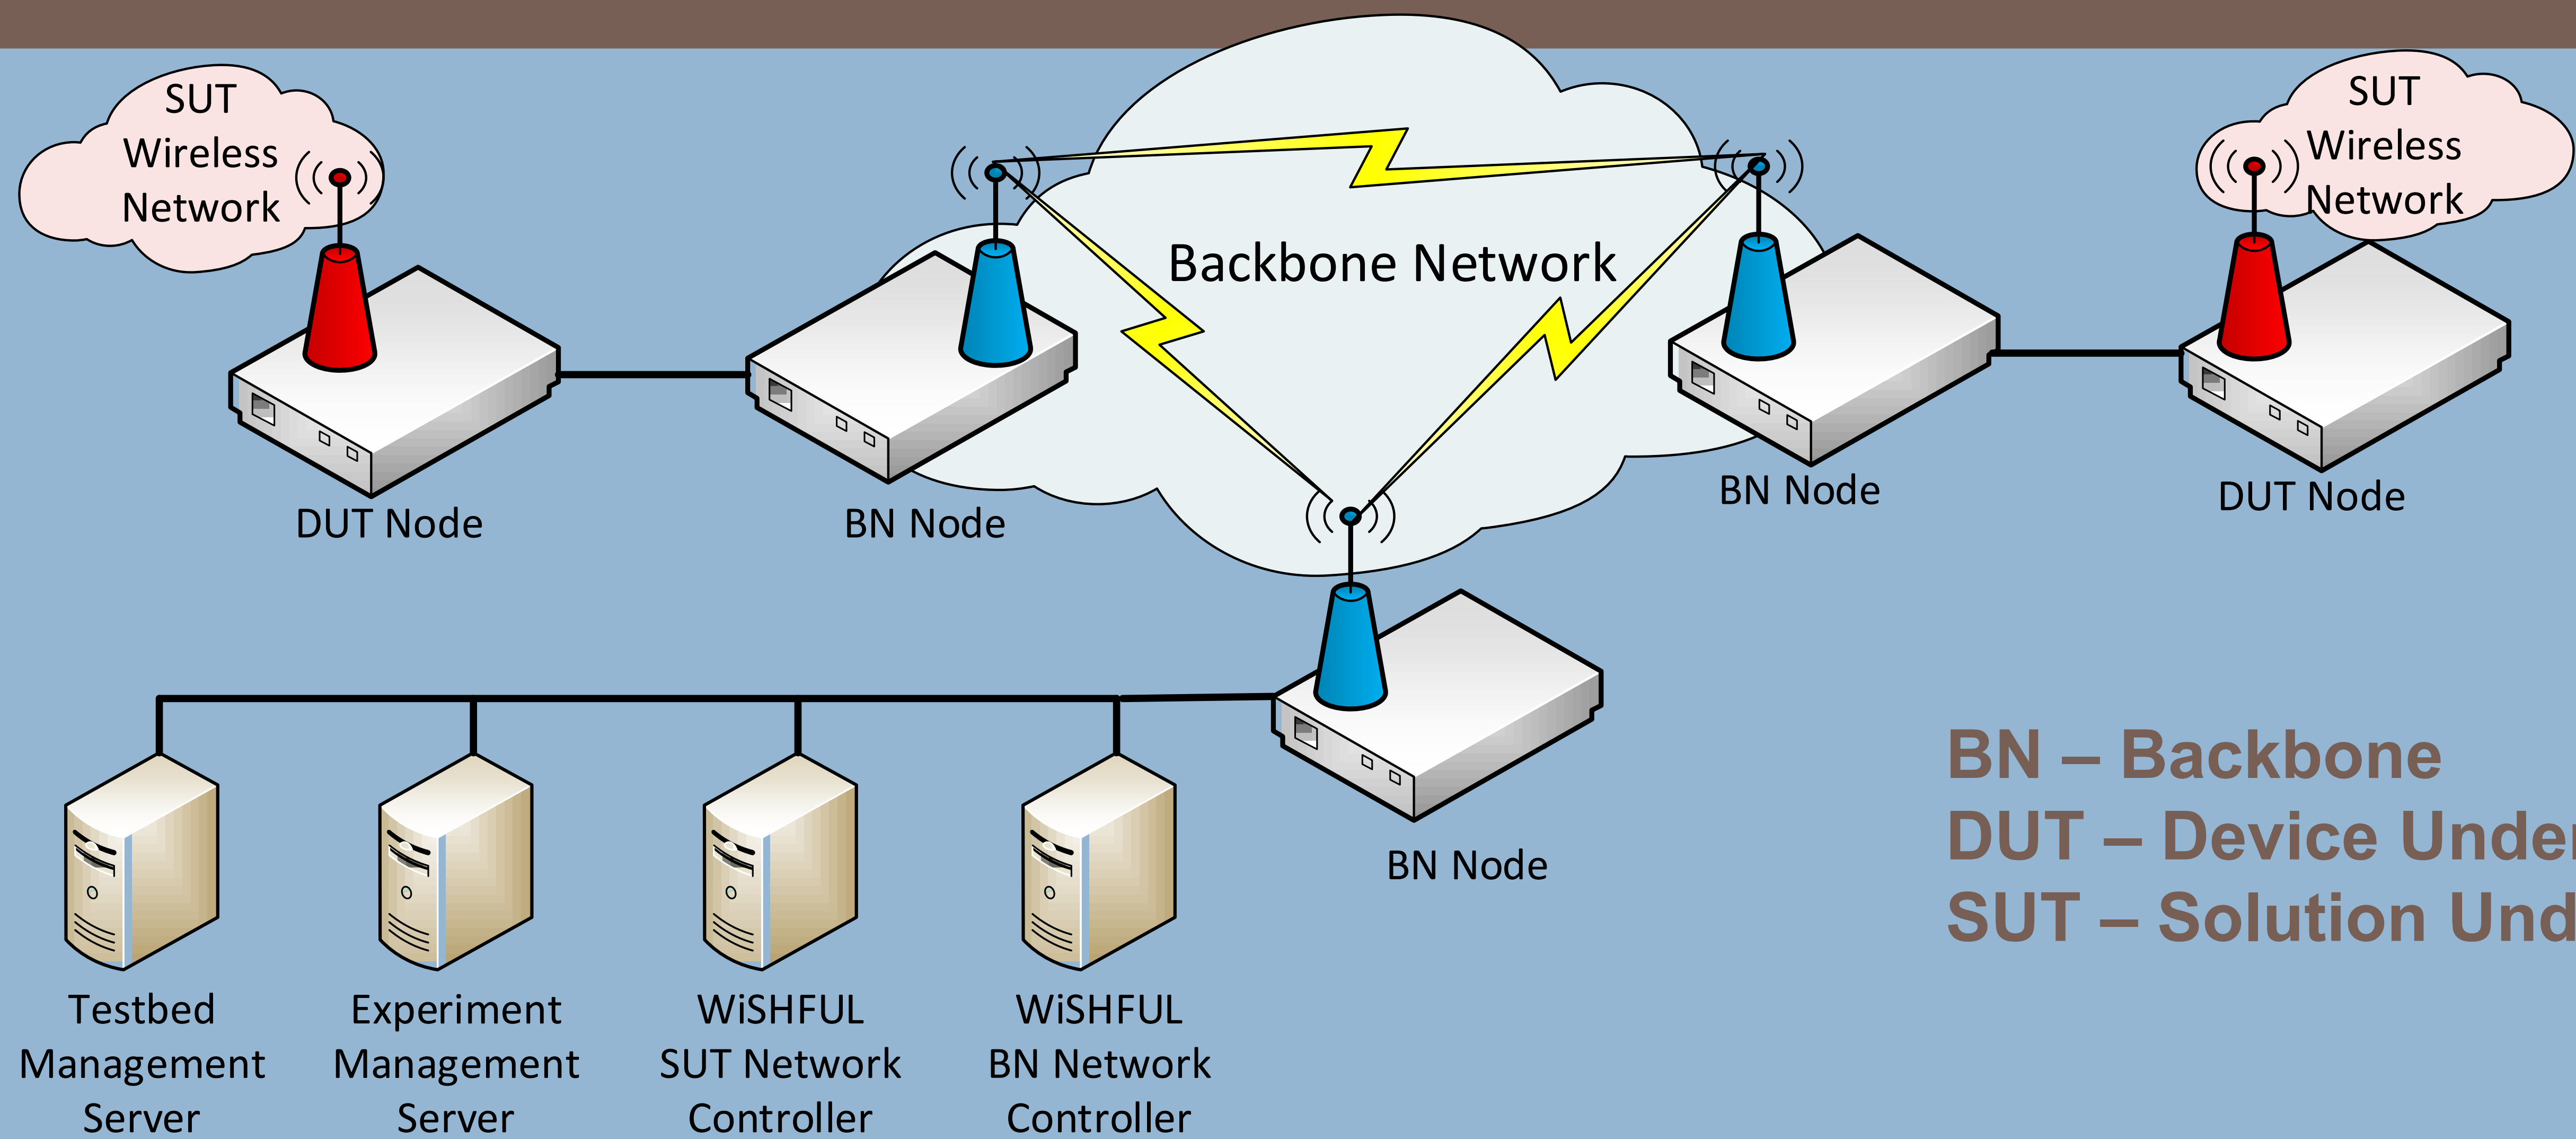 SUT
Wireless
Network
SUT
Wireless
Network
Backbone Network
DUT Node
BN Node
BN Node
DUT Node
BN Node
BN – Backbone
DUT – Device Under
SUT – Solution
Testbed
Management
Server
Experiment
Management
Server
WiSHFUL
SUT Network
Controller
WiSHFUL
BN Network
Controller